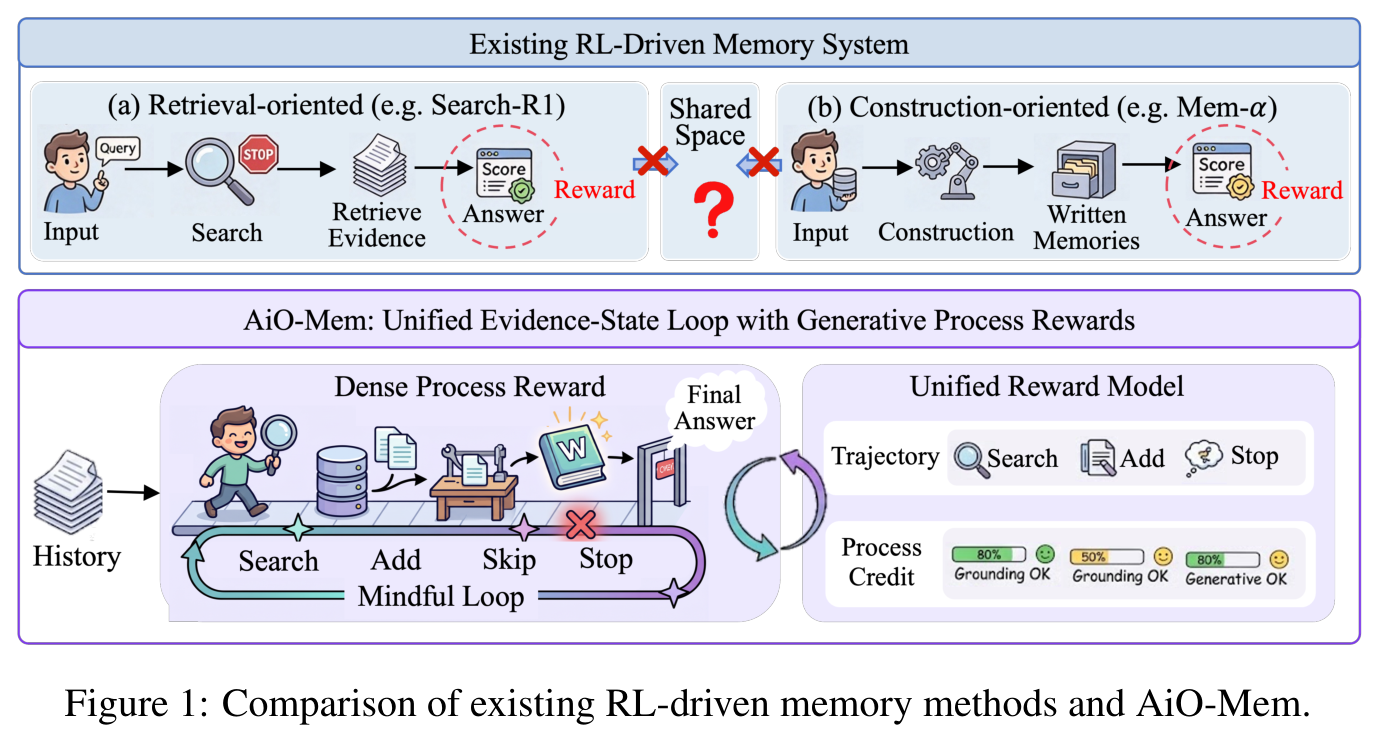 Existing RL-Driven Memory System
(a) Retrieval-oriented (e.g. Search-R1)
Query
STOP
Score
Reward
Input
Search
Retrieve
Evidence
Answer
Shared
Space
?
(b) Construction-oriented (e.g. Mem-α)
Score
Reward
Input
Construction
Written
Memories
Answer
AiO-Mem: Unified Evidence-State Loop with Generative Process Rewards
History
Dense Process Reward
Final
Answer
W
OPEN
Search
Add
Skip
Stop
Mindful Loop
Unified Reward Model
Trajectory
Search
Add
Stop
Process
Credit
80%
Grounding OK
50%
Grounding OK
80%
Generative OK
Figure 1: Comparison of existing RL-driven memory methods and AiO-Mem.